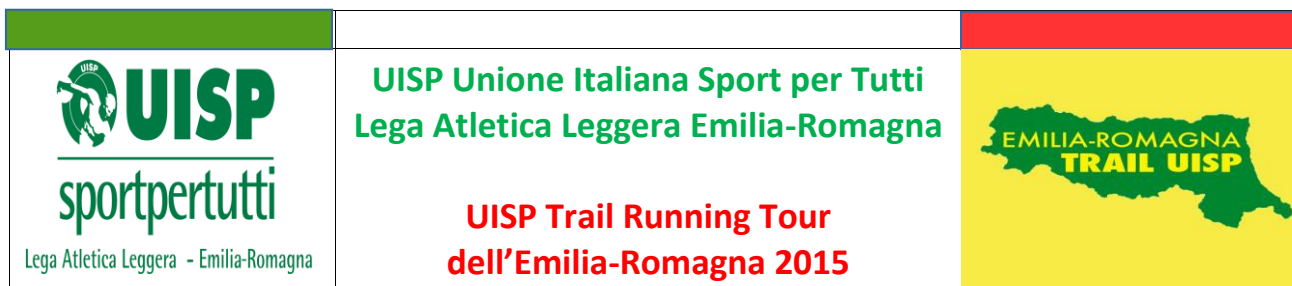 UISP
UISP
sportpertutti
Lega Atletica Leggera - Emilia-Romagna
UISP Unione Italiana Sport per Tutti
Lega Atletica Leggera Emilia-Romagna
UISP Trail Running Tour
dell’Emilia-Romagna 2015
EMILIA-ROMAGNA
TRAIL UISP